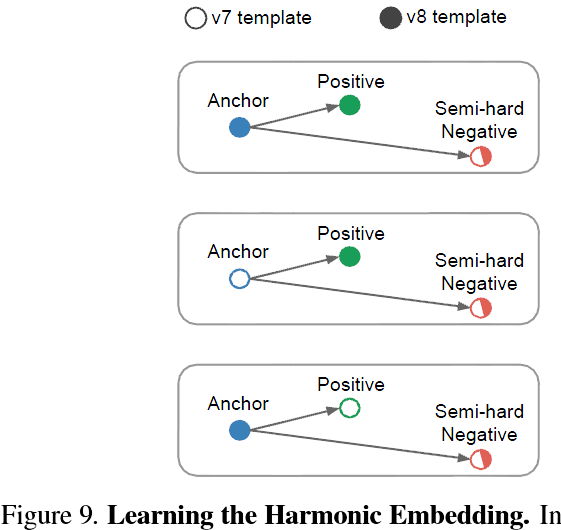 v7 template v8 template
Anchor Positive Semi-hard Negative
Anchor Positive Semi-hard Negative
Anchor Positive Semi-hard Negative
Figure 9. Learning the Harmonic Embedding. In